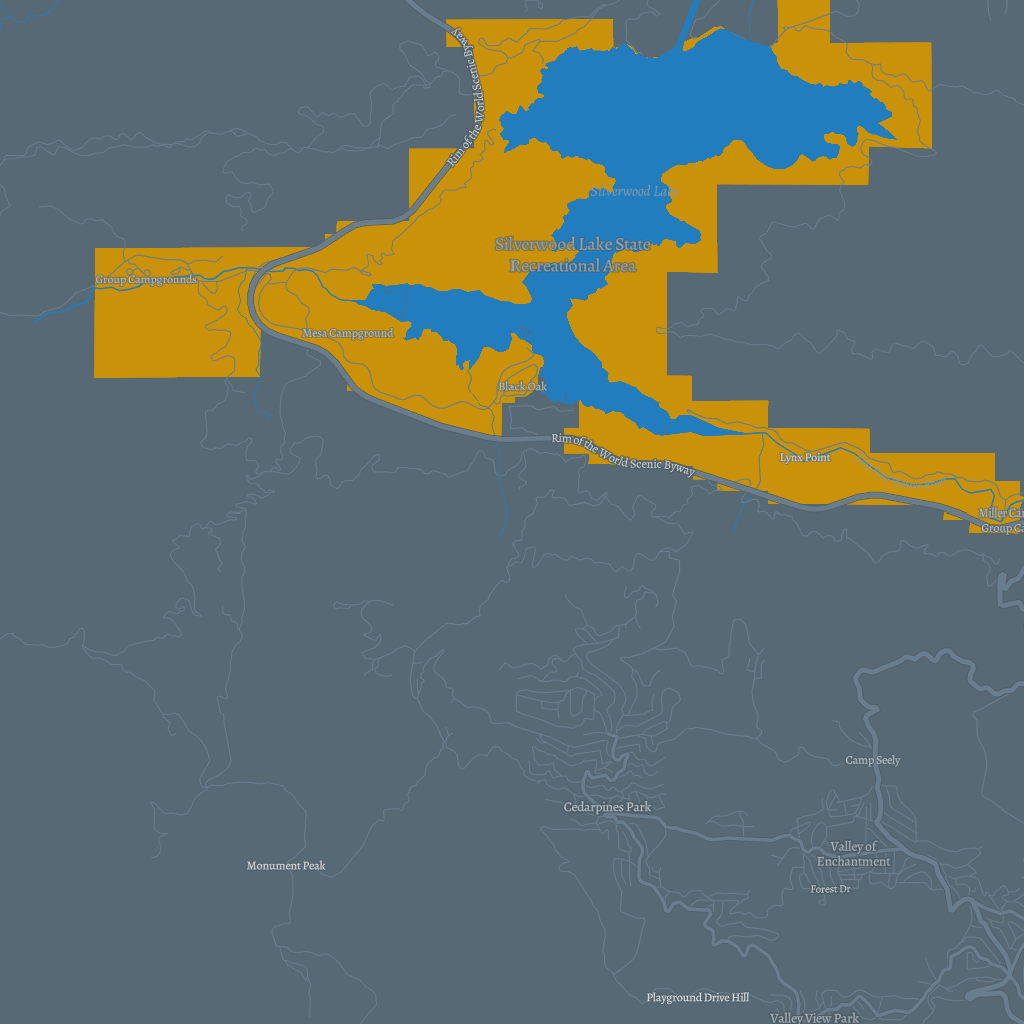 Rim of the World Scenic Byway
Silverwood Lake
Silverwood Lake State
Recreational Area
Group Campgrounds
Mesa Campground
Black Oak
Rim of the World Scenic Byway
Lynx Point
Miller Can
Group Ca
Camp Seely
Cedarpines Park
Valley of
Enchantment
Monument Peak
Forest Dr
Playground Drive Hill
Valley View Park